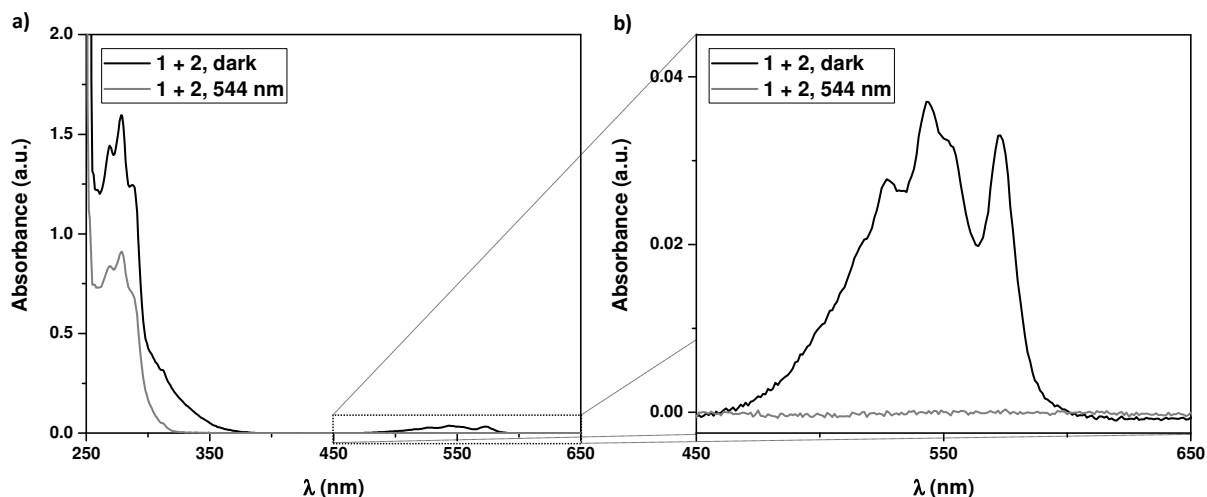 a)
2.0
1.5
1.0
0.5
0.0
Absorbance (a.u.)
1 + 2, dark
1 + 2, 544 nm
250 350 450 550 650
λ (nm)
b)
0.04
0.02
0.00
Absorbance (a.u.)
1 + 2, dark
1 + 2, 544 nm
450 550 650
λ (nm)